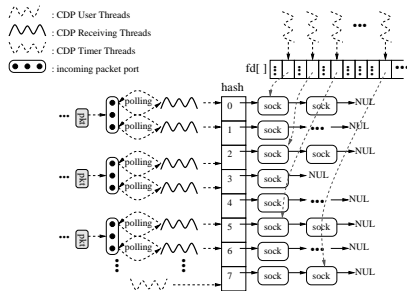 : CDP User Threads
: CDP Receiving Threads
: CDP Timer Threads
: incoming packet port
fd[ ]
hash
polling
0 sock sock NUL
pkt
polling
1 sock NUL
polling
2 sock sock NUL
pkt
polling
3 sock NUL
4 sock NUL
polling
5 sock sock NUL
pkt
polling
6 sock NUL
7 sock sock NUL